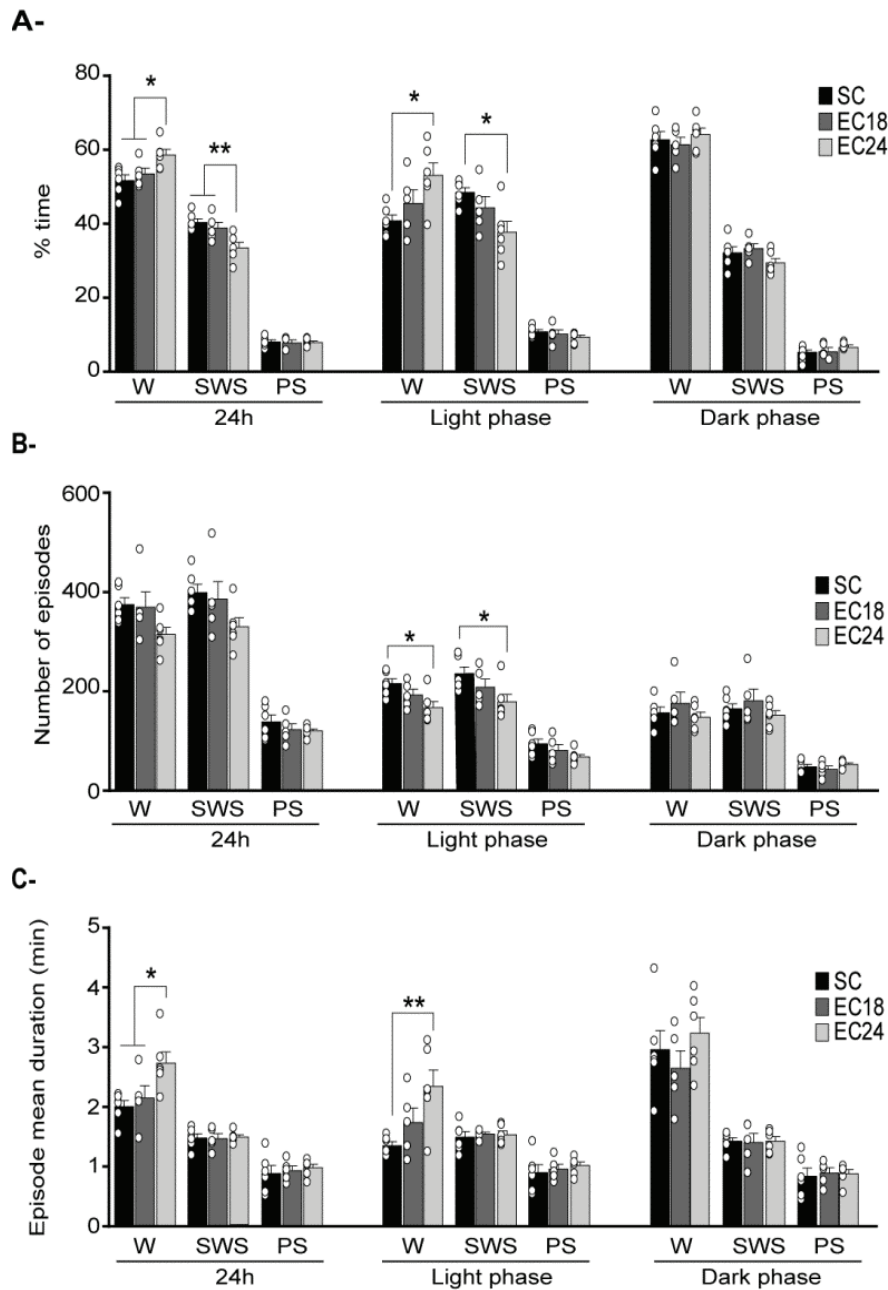 A-
80
60
40
20
0
% time
*
**
*
*
SC
EC18
EC24
W SWS PS W SWS PS W SWS PS
24h Light phase Dark phase
B-
600
400
200
0
Number of episodes
*
*
SC
EC18
EC24
W SWS PS W SWS PS W SWS PS
24h Light phase Dark phase
C-
5
4
3
2
1
0
Episode mean duration (min)
*
**
SC
EC18
EC24
W SWS PS W SWS PS W SWS PS
24h Light phase Dark phase